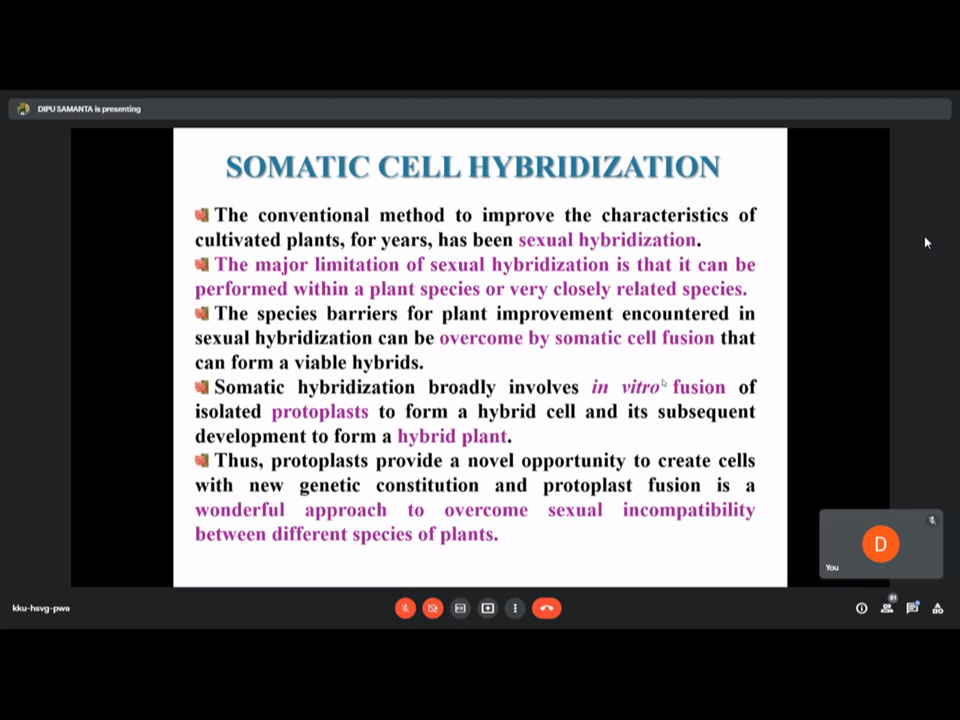 DIPU SAMANTA is presenting
SOMATIC CELL HYBRIDIZATION
The conventional method to improve the characteristics of
cultivated plants, for years, has been sexual hybridization.
The major limitation of sexual hybridization is that it can be
performed within a plant species or very closely related species.
The species barriers for plant improvement encountered in
sexual hybridization can be overcome by somatic cell fusion that
can form a viable hybrids.
Somatic hybridization broadly involves in vitro fusion of
isolated protoplasts to form a hybrid cell and its subsequent
development to form a hybrid plant.
Thus, protoplasts provide a novel opportunity to create cells
with new genetic constitution and protoplast fusion is a
wonderful approach to overcome sexual incompatibility
between different species of plants.
D
You
kku-hsvg-pwa
81